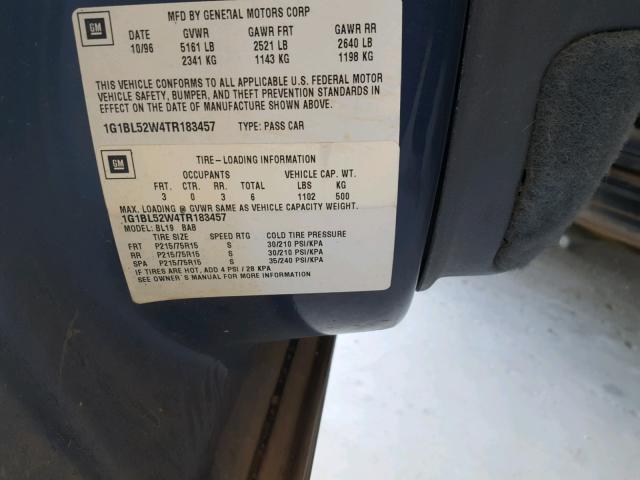 MFD BY GENERAL MOTORS CORP
GM DATE GVWR GAWR FRT GAWR RR
10/96 5161 LB 2521 LB 2640 LB
2341 KG 1143 KG 1198 KG
THIS VEHICLE CONFORMS TO ALL APPLICABLE U.S. FEDERAL MOTOR
VEHICLE SAFETY, BUMPER, AND THEFT PREVENTION STANDARDS IN
EFFECT ON THE DATE OF MANUFACTURE SHOWN ABOVE.
1G1BL52W4TR183457 TYPE: PASS CAR
GM TIRE-LOADING INFORMATION
OCCUPANTS VEHICLE CAP. WT.
FRT. CTR. RR. TOTAL LBS KG
3 0 3 6 1102 500
MAX. LOADING @ GVWR SAME AS VEHICLE CAPACITY WEIGHT.
1G1BL52W4TR183457
MODEL: BL19 BAB
TIRE SIZE SPEED RTG COLD TIRE PRESSURE
FRT P215/75R15 S 30/210 PSI/KPA
RR P215/75R15 S 30/210 PSI/KPA
SPA P215/75R15 S 35/240 PSI/KPA
IF TIRES ARE HOT, ADD 4 PSI / 28 KPA
SEE OWNER'S MANUAL FOR MORE INFORMATION